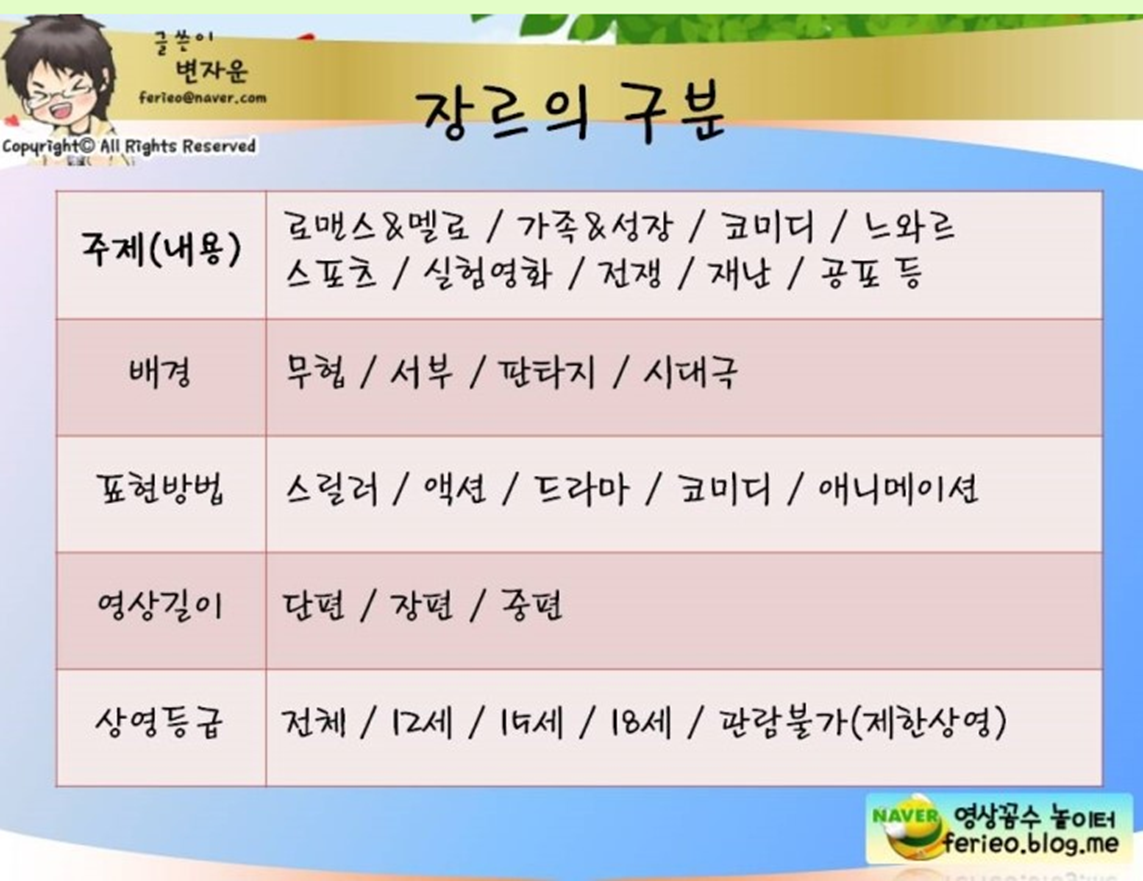 글쓴이
변자운
ferieo@naver.com
Copyright© All Rights Reserved
장르의 구분
주제(내용)
로맨스&멜로 / 가족&성장 / 코미디 / 느와르
스포츠 / 실험영화 / 전쟁 / 재난 / 공포 등
배경
무협 / 서부 / 판타지 / 시대극
표현방법
스릴러 / 액션 / 드라마 / 코미디 / 애니메이션
영상길이
단편 / 장편 / 중편
상영등급
전체 / 12세 / 15세 / 18세 / 관람불가(제한상영)
NAVER 영상꼼수 놀이터
ferieo.blog.me